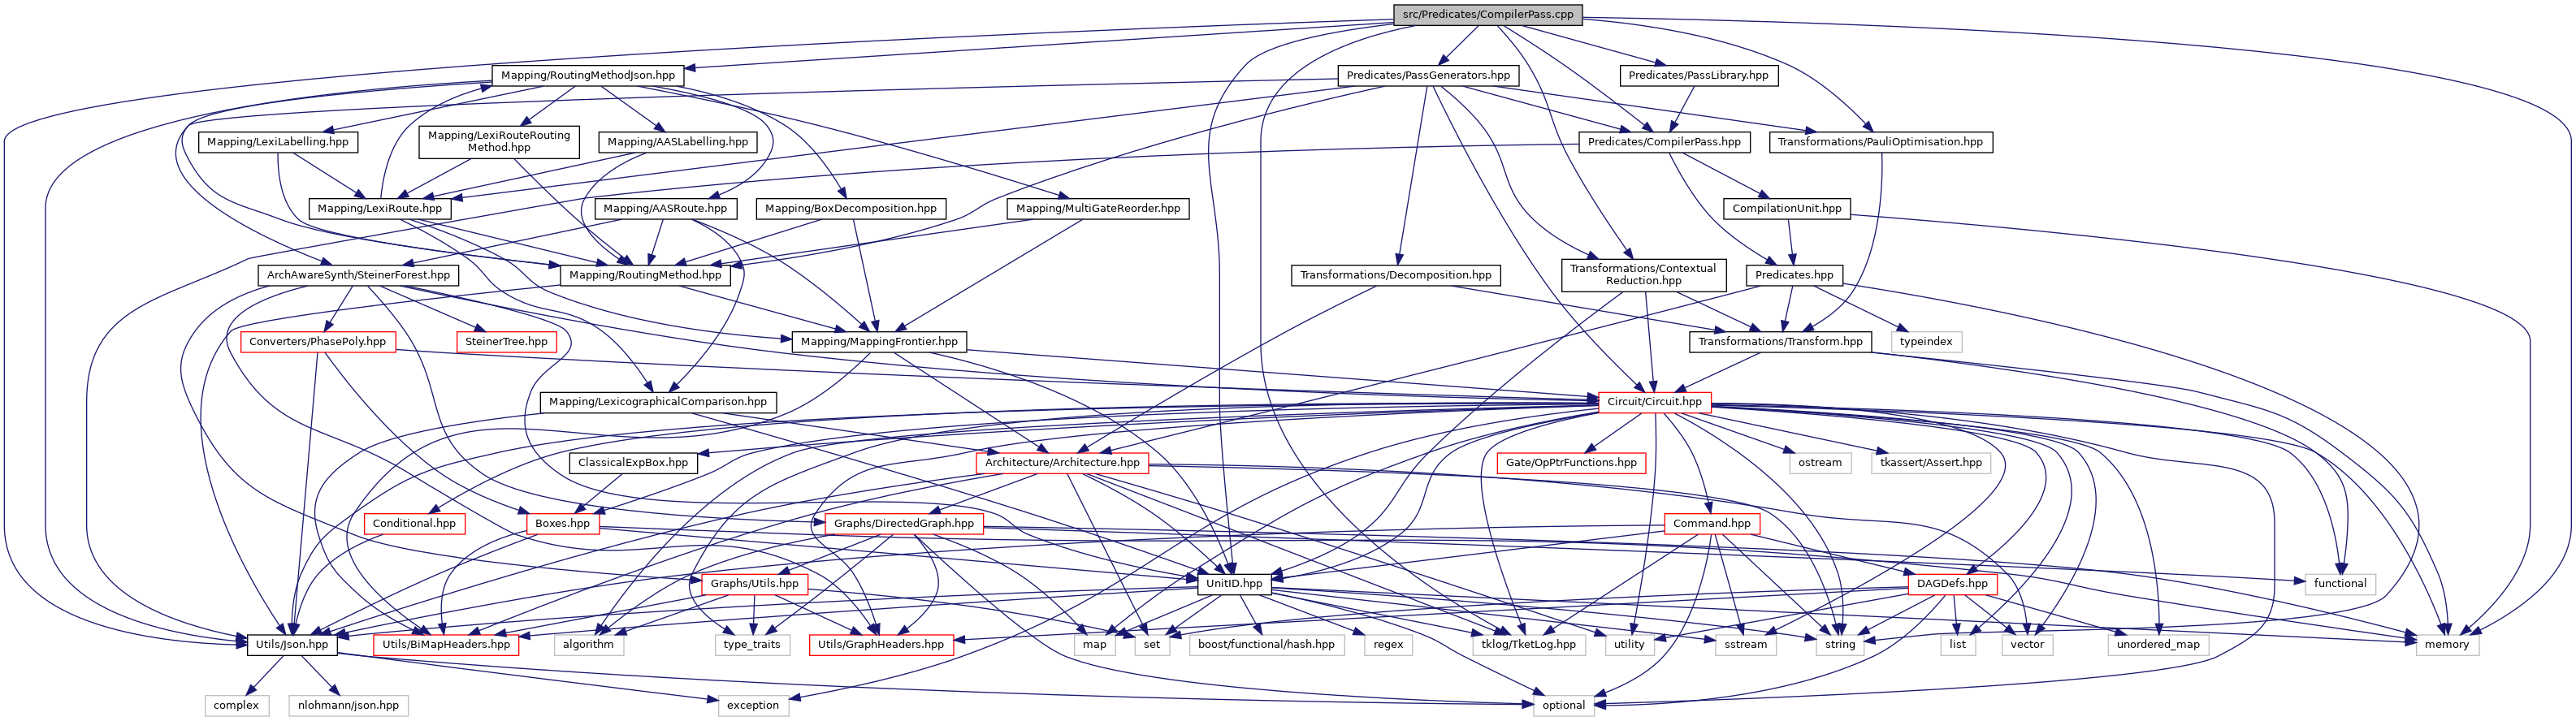 src/Predicates/CompilerPass.cpp
Mapping/RoutingMethodJson.hpp
Predicates/PassGenerators.hpp
Predicates/PassLibrary.hpp
Mapping/LexiLabelling.hpp
Mapping/LexiRouteRouting
Method.hpp
Mapping/AASLabelling.hpp
Predicates/CompilerPass.hpp
Transformations/PauliOptimisation.hpp
Mapping/LexiRoute.hpp
Mapping/AASRoute.hpp
Mapping/BoxDecomposition.hpp
Mapping/MultiGateReorder.hpp
CompilationUnit.hpp
ArchAwareSynth/SteinerForest.hpp
Mapping/RoutingMethod.hpp
Transformations/Decomposition.hpp
Transformations/Contextual
Reduction.hpp
Predicates.hpp
Converters/PhasePoly.hpp
SteinerTree.hpp
Mapping/MappingFrontier.hpp
Transformations/Transform.hpp
typeindex
Mapping/LexicographicalComparison.hpp
Circuit/Circuit.hpp
ClassicalExpBox.hpp
Architecture/Architecture.hpp
Gate/OpPtrFunctions.hpp
ostream
tkassert/Assert.hpp
Conditional.hpp
Boxes.hpp
Graphs/DirectedGraph.hpp
Command.hpp
Graphs/Utils.hpp
UnitID.hpp
DAGDefs.hpp
functional
Utils/Json.hpp
Utils/BiMapHeaders.hpp
algorithm
type_traits
Utils/GraphHeaders.hpp
map
set
boost/functional/hash.hpp
regex
tklog/TketLog.hpp
utility
sstream
string
list
vector
unordered_map
memory
complex
nlohmann/json.hpp
exception
optional